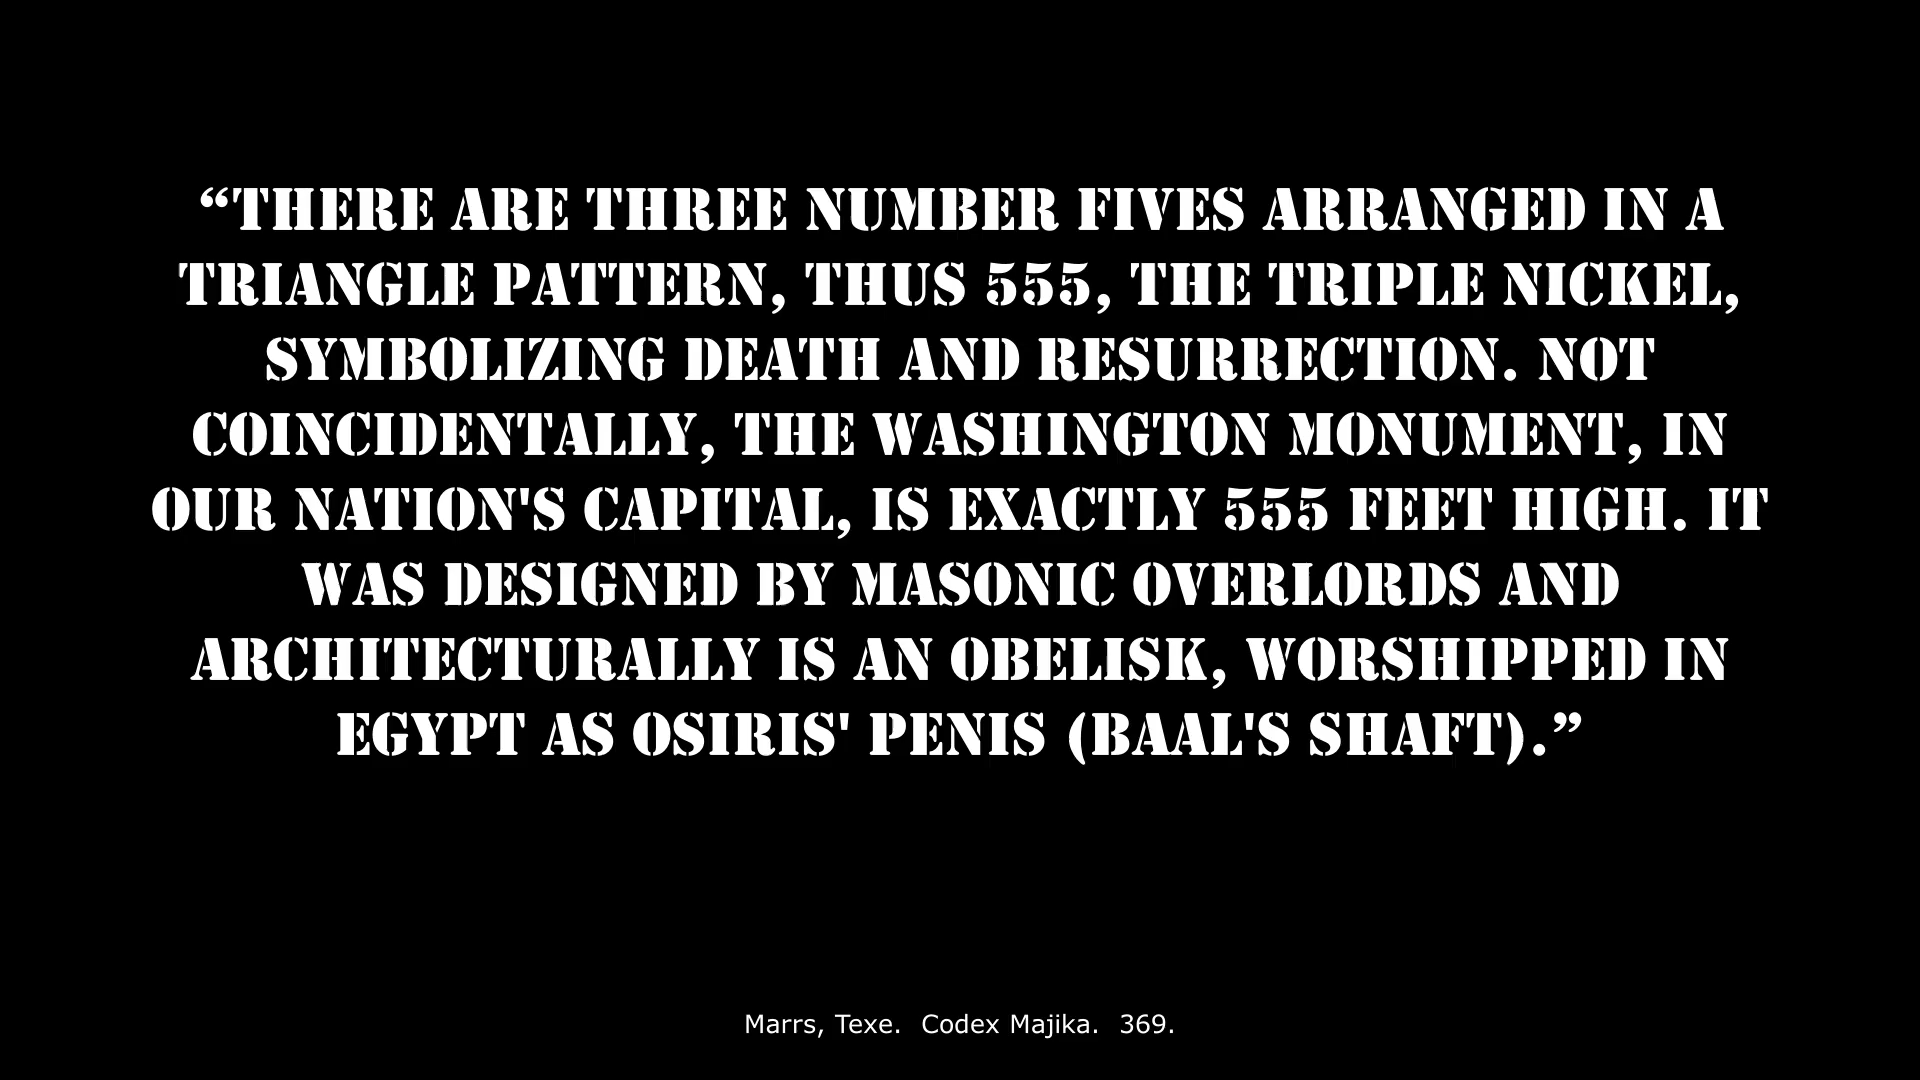 “THERE ARE THREE NUMBER FIVES ARRANGED IN A
TRIANGLE PATTERN, THUS 555, THE TRIPLE NICKEL,
SYMBOLIZING DEATH AND RESURRECTION. NOT
COINCIDENTALLY, THE WASHINGTON MONUMENT, IN
OUR NATION'S CAPITAL, IS EXACTLY 555 FEET HIGH. IT
WAS DESIGNED BY MASONIC OVERLORDS AND
ARCHITECTURALLY IS AN OBELISK, WORSHIPPED IN
EGYPT AS OSIRIS' PENIS (BAAL'S SHAFT).”
Marrs, Texe.  Codex Majika.  369.